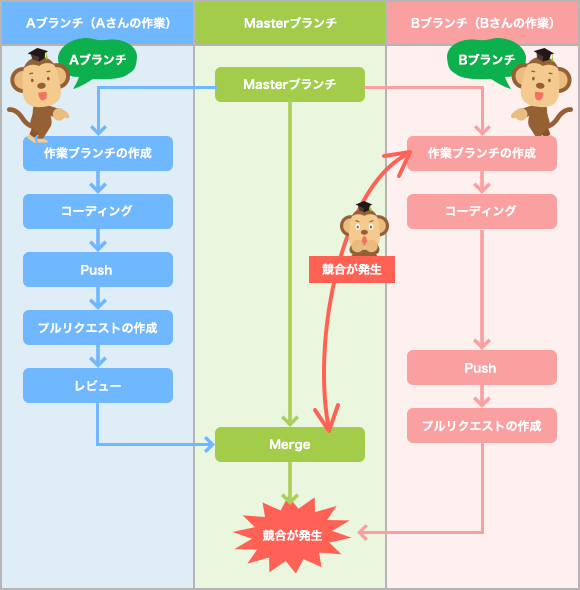 Aブランチ（Aさんの作業）
Masterブランチ
Bブランチ（Bさんの作業）
Aブランチ
Masterブランチ
Bブランチ
作業ブランチの作成
コーディング
Push
プルリクエストの作成
レビュー
競合が発生
Merge
競合が発生
作業ブランチの作成
コーディング
Push
プルリクエストの作成